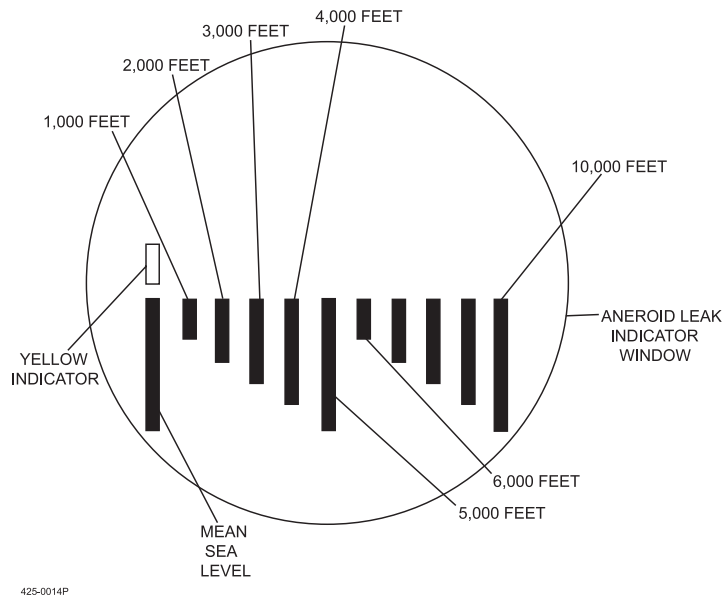 4,000 FEET
3,000 FEET
2,000 FEET
1,000 FEET
10,000 FEET
YELLOW
INDICATOR
ANEROID LEAK
INDICATOR
WINDOW
6,000 FEET
5,000 FEET
MEAN
SEA
LEVEL
425-0014P